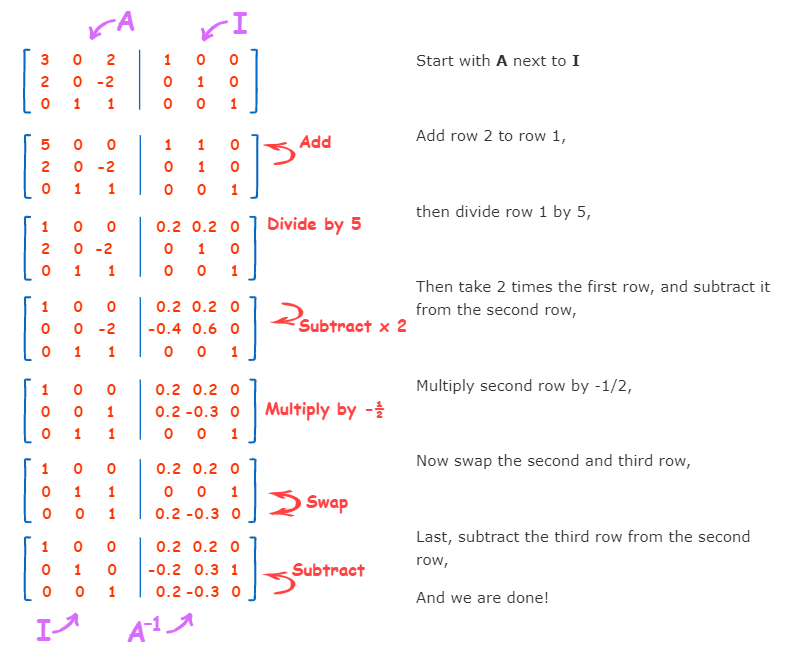 A I
3 0 2 | 1 0 0
2 0 -2 | 0 1 0
0 1 1 | 0 0 1
Start with A next to I
5 0 0 | 1 1 0
2 0 -2 | 0 1 0
0 1 1 | 0 0 1
Add
Add row 2 to row 1,
1 0 0 | 0.2 0.2 0
2 0 -2 | 0 1 0
0 1 1 | 0 0 1
Divide by 5
then divide row 1 by 5,
1 0 0 | 0.2 0.2 0
0 0 -2 | -0.4 0.6 0
0 1 1 | 0 0 1
Subtract x 2
Then take 2 times the first row, and subtract it
from the second row,
1 0 0 | 0.2 0.2 0
0 0 1 | 0.2 -0.3 0
0 1 1 | 0 0 1
Multiply by -½
Multiply second row by -1/2,
1 0 0 | 0.2 0.2 0
0 1 1 | 0 0 1
0 0 1 | 0.2 -0.3 0
Swap
Now swap the second and third row,
1 0 0 | 0.2 0.2 0
0 1 0 | -0.2 0.3 1
0 0 1 | 0.2 -0.3 0
Subtract
Last, subtract the third row from the second
row,
And we are done!
I A⁻¹